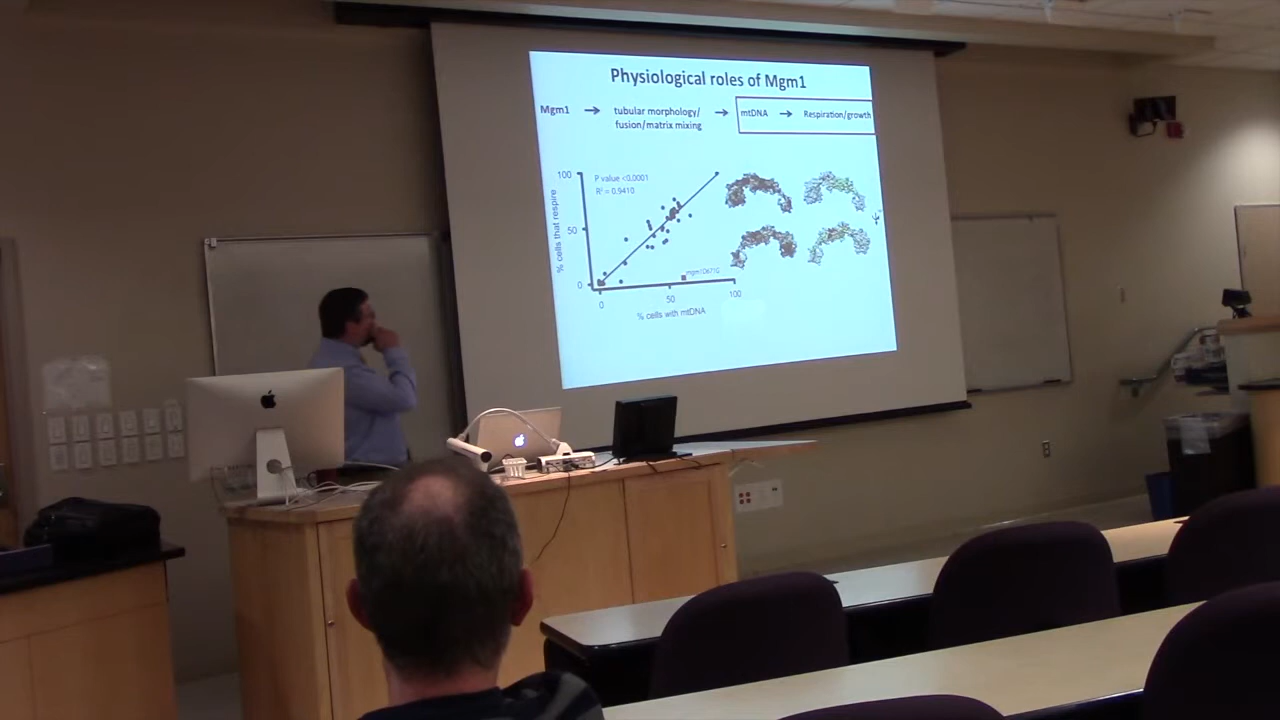 Physiological roles of Mgm1
Mgm1 → tubular morphology/ → mtDNA → Respiration/growth
fusion/matrix mixing
P value <0.0001
R² = 0.9410
100
50
0
% cells that respire
0
50
100
% cells with mtDNA